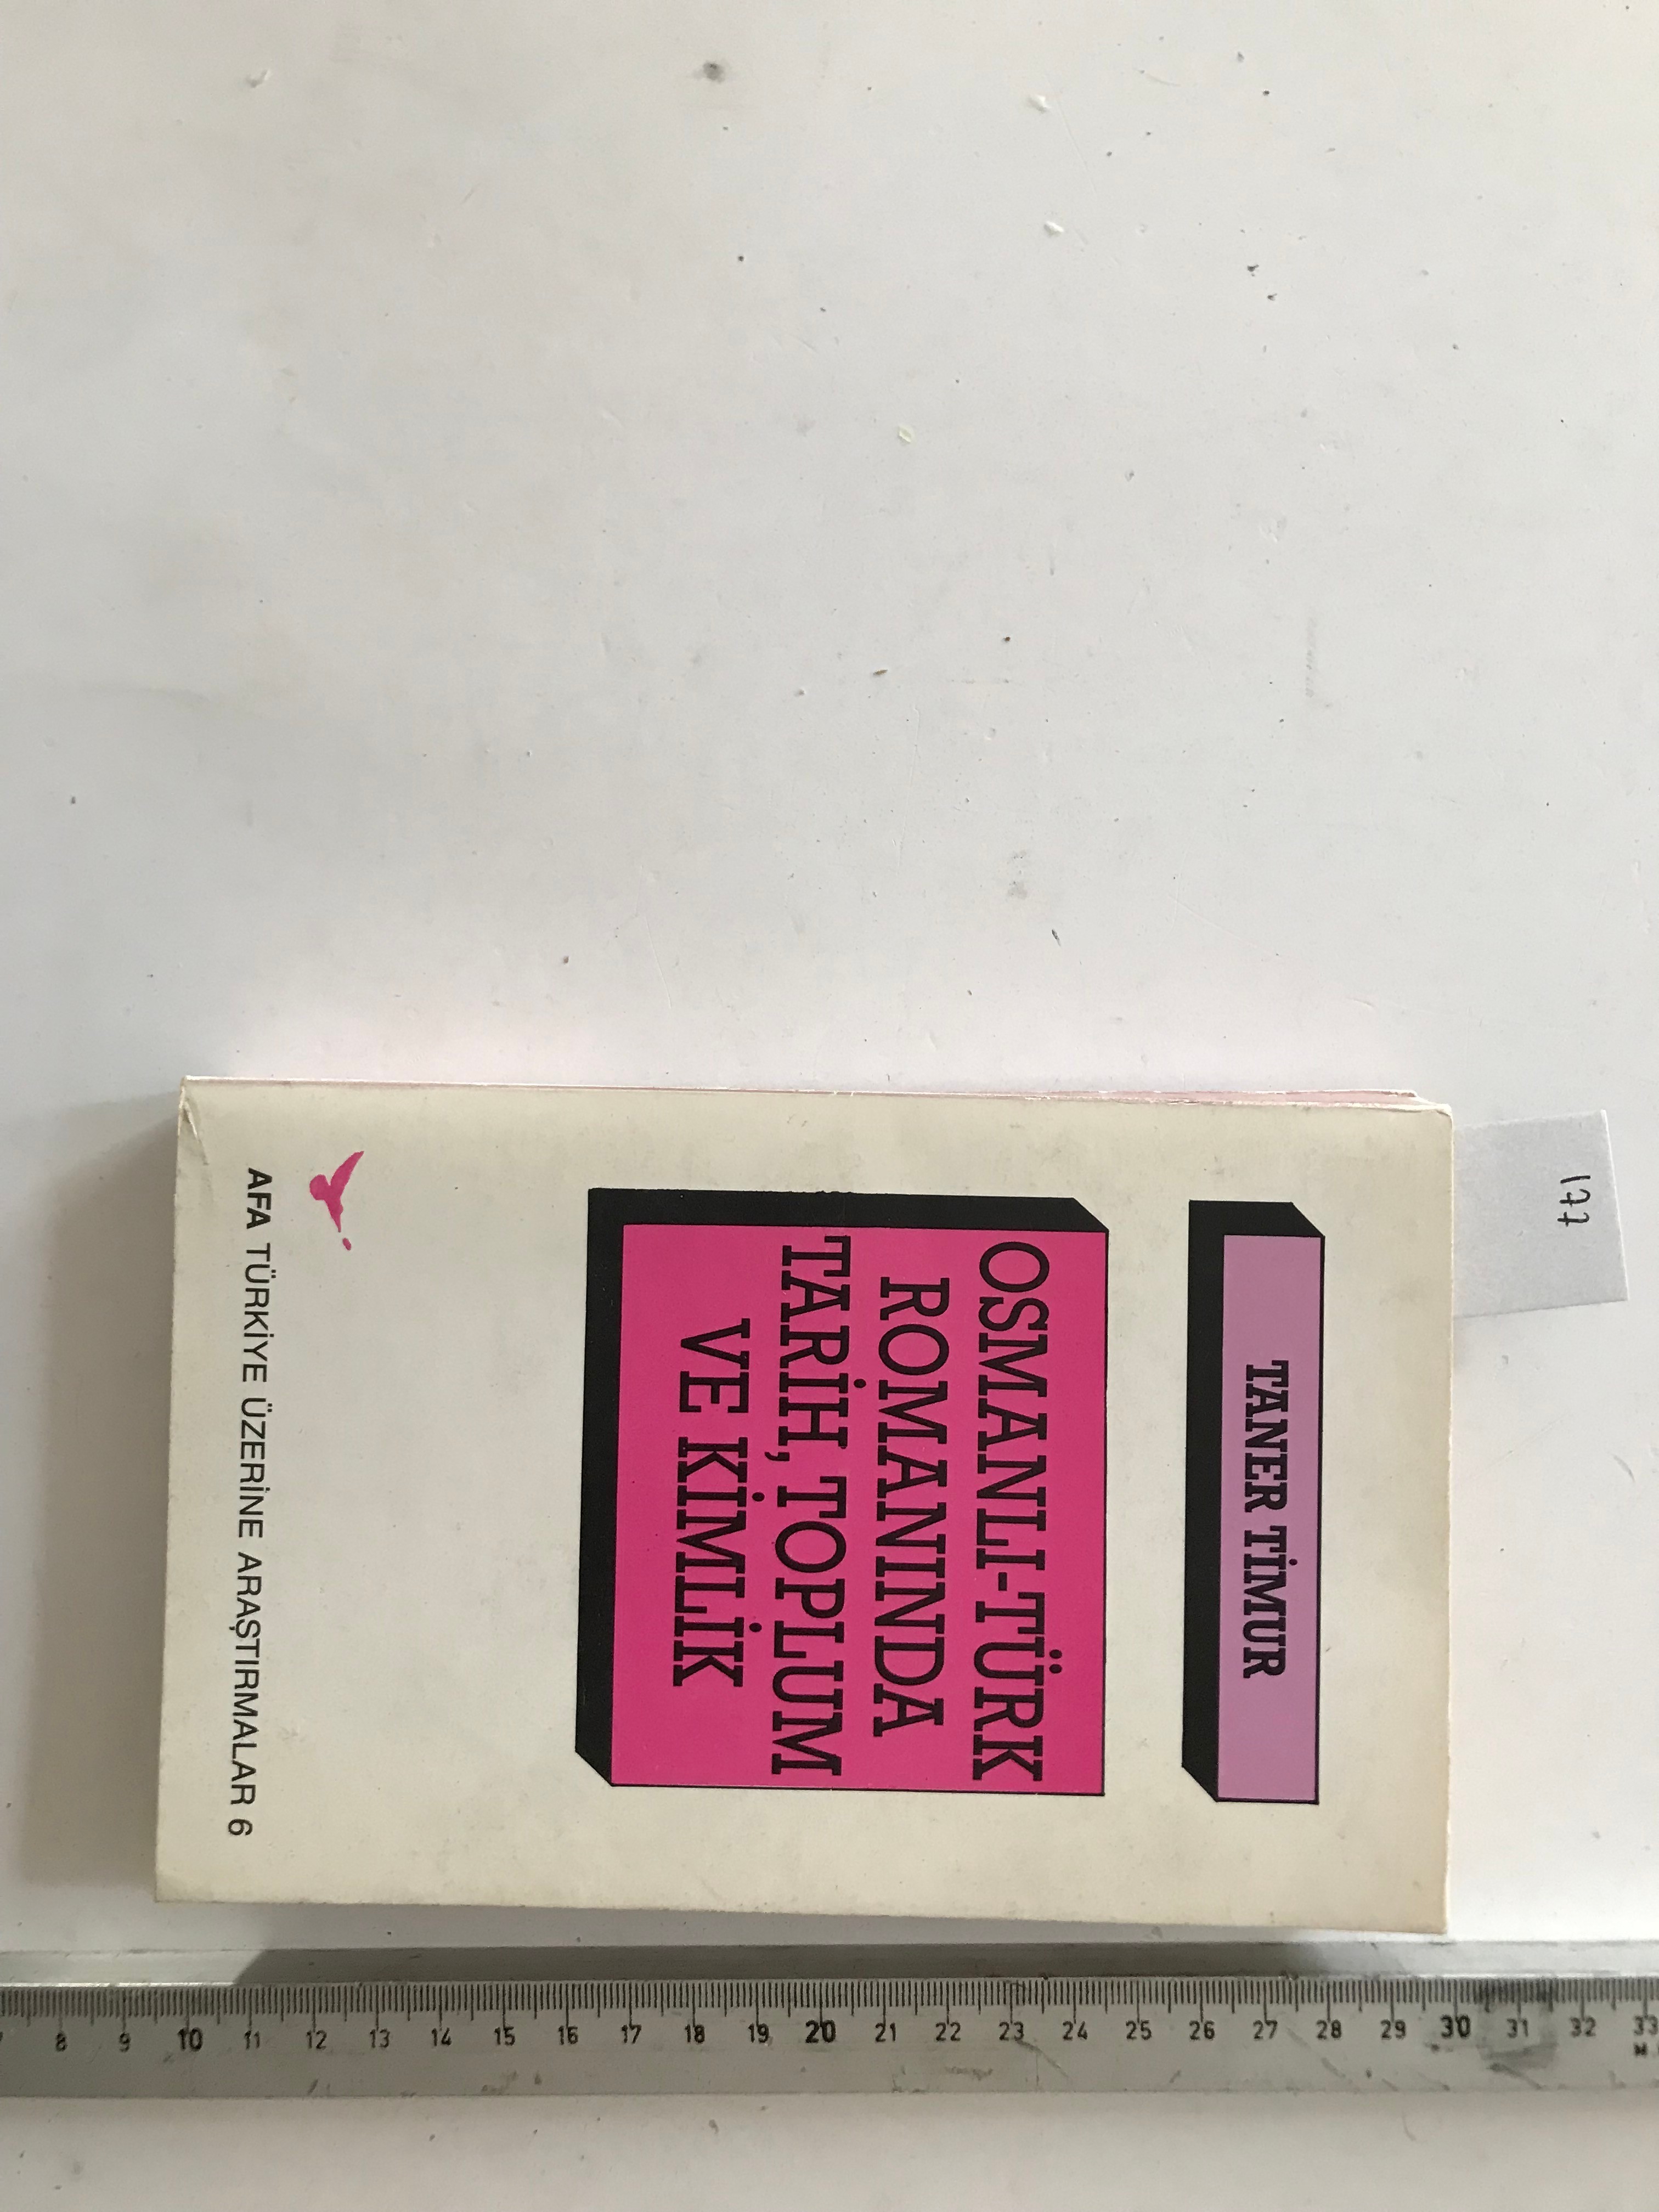 177
TANER TİMUR
OSMANLI-TÜRK
ROMANINDA
TARİH, TOPLUM
VE KİMLİK
AFA TÜRKİYE ÜZERİNE ARAŞTIRMALAR 6
8 9 10 11 12 13 14 15 16 17 18 19 20 21 22 23 24 25 26 27 28 29 30 31 32 33